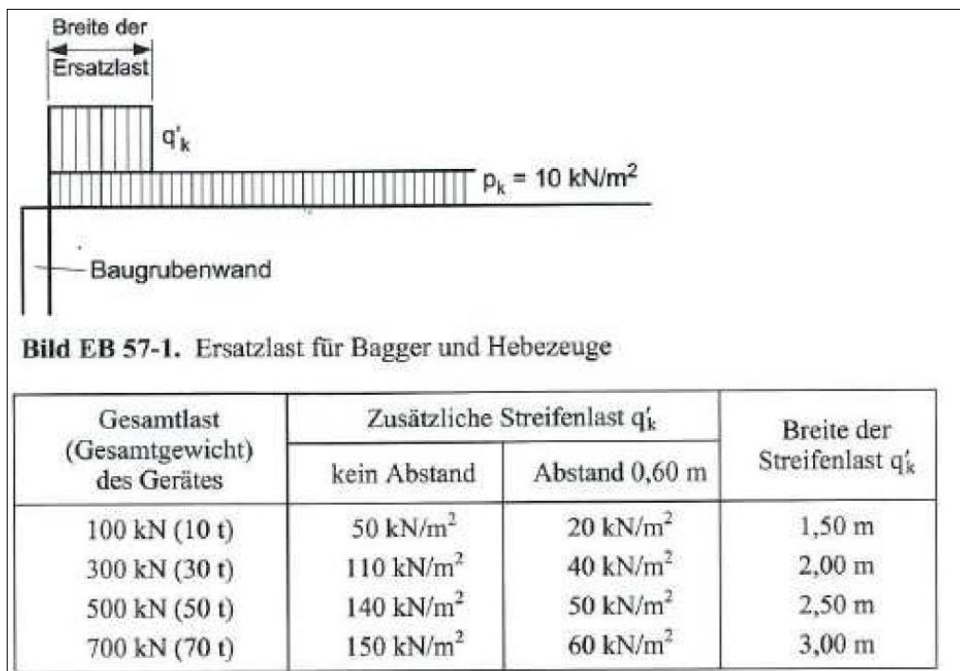 Breite der
Ersatzlast
q'k
pk = 10 kN/m²
Baugrubenwand
Bild EB 57-1. Ersatzlast für Bagger und Hebezeuge
Gesamtlast (Gesamtgewicht) des Gerätes | Zusätzliche Streifenlast q'k | Breite der Streifenlast q'k
kein Abstand | Abstand 0,60 m
100 kN (10 t) | 50 kN/m² | 20 kN/m² | 1,50 m
300 kN (30 t) | 110 kN/m² | 40 kN/m² | 2,00 m
500 kN (50 t) | 140 kN/m² | 50 kN/m² | 2,50 m
700 kN (70 t) | 150 kN/m² | 60 kN/m² | 3,00 m